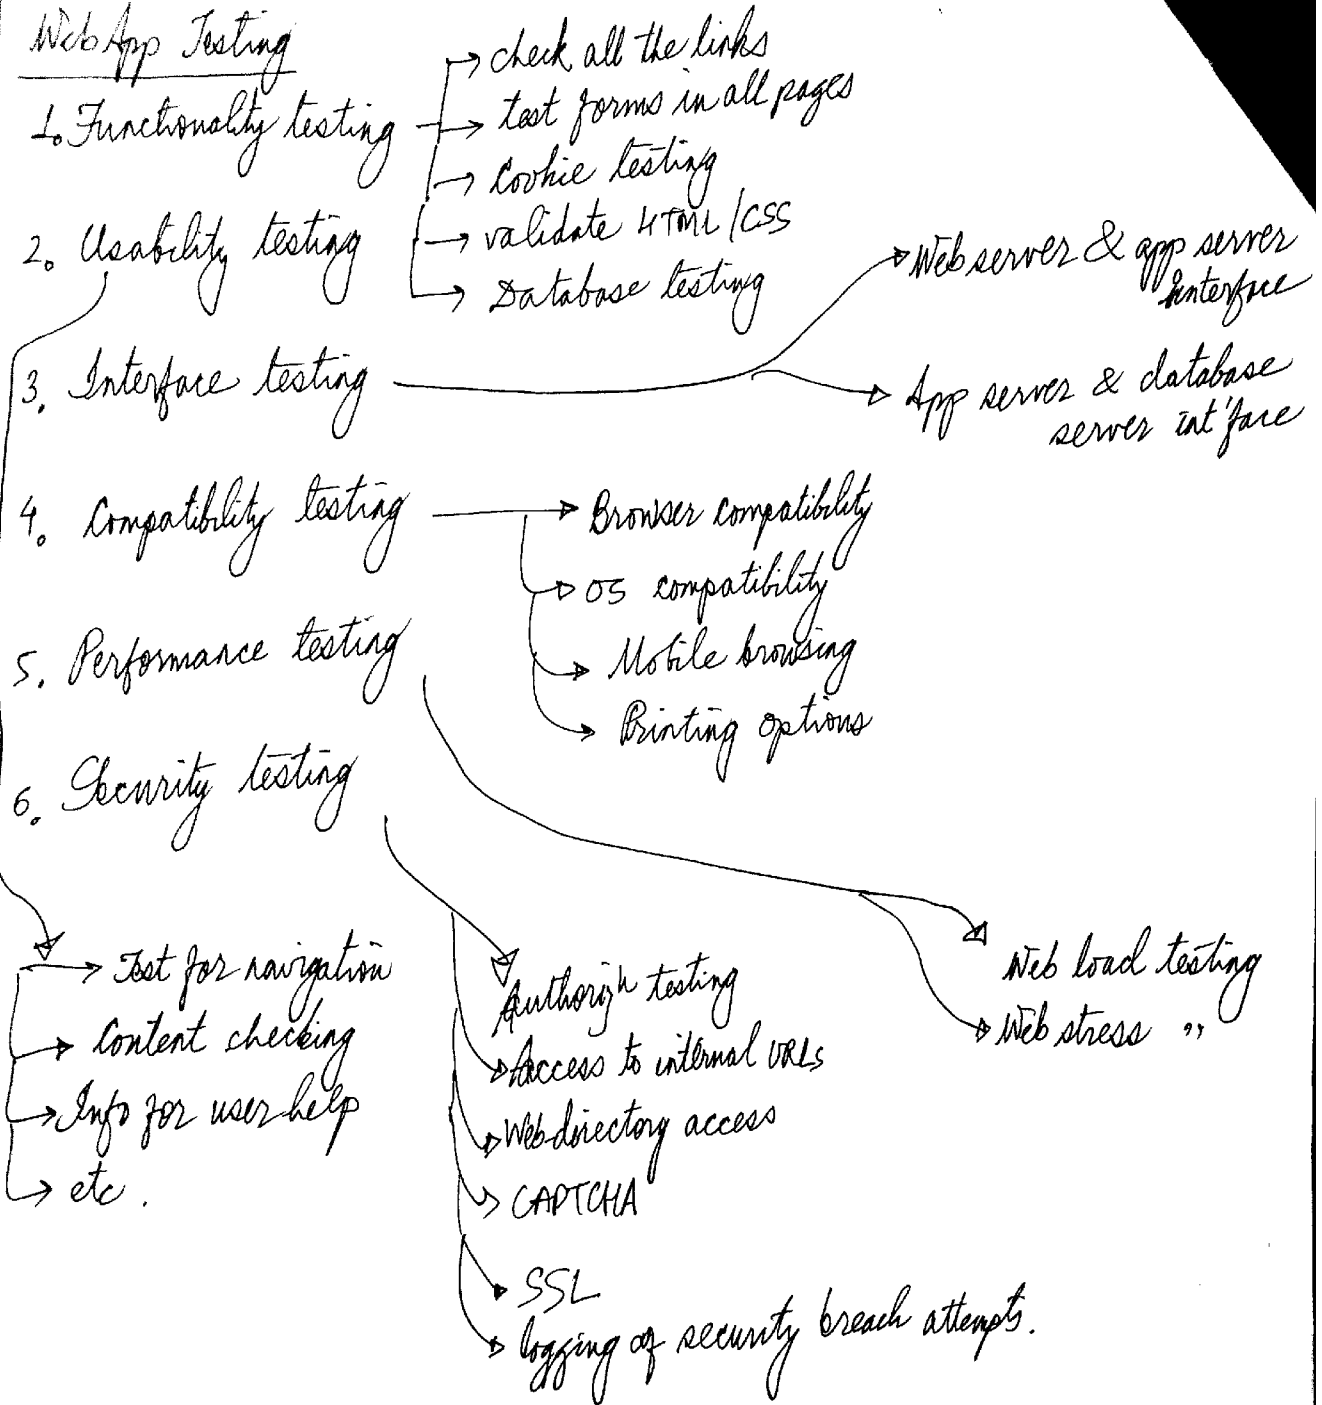 Web App Testing
1. Functionality testing
→ check all the links
→ test forms in all pages
→ Cookie testing
→ validate HTML/CSS
→ Database testing
2. Usability testing
3. Interface testing
→ Web server & app server
interface
→ App server & database
server int'face
4. Compatibility testing
→ Browser compatibility
→ OS compatibility
→ Mobile browsing
→ Printing options
5. Performance testing
6. Security testing
→ Test for navigation
→ Content checking
→ Info for user help
→ etc.
testing
→ Access to internal URLs
→ Web directory access
→ CAPTCHA
→ SSL
→ logging of security breach attempts.
Web load testing
→ Web stress ,,